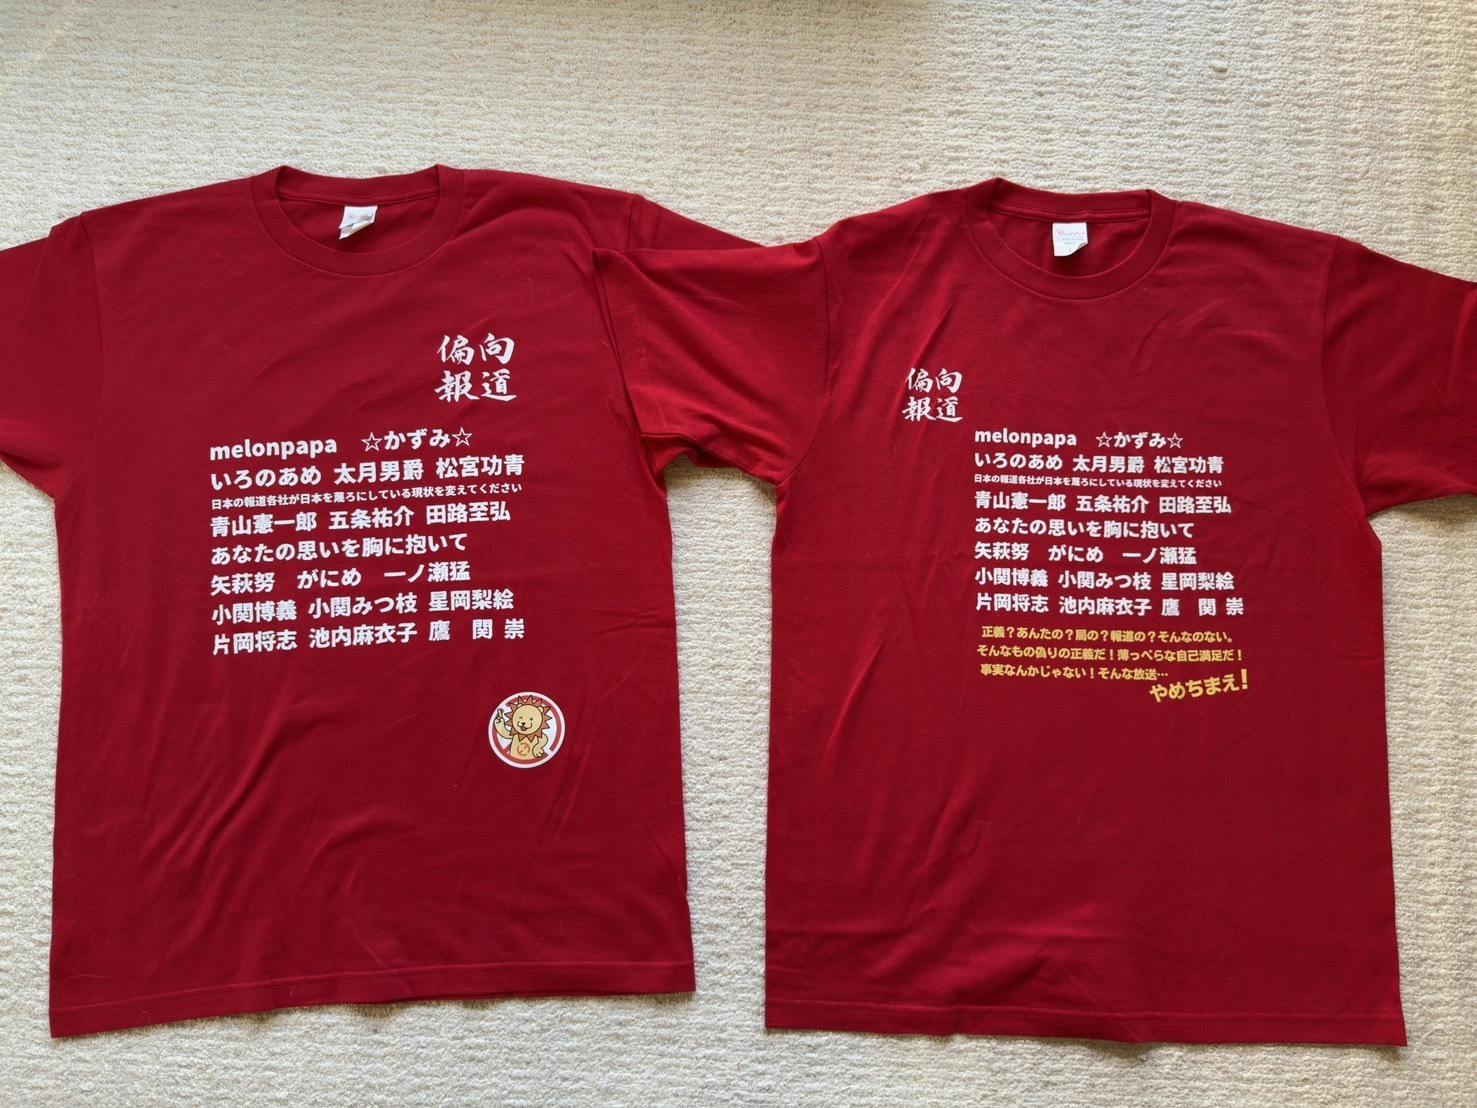 偏向
報道
melonpapa ☆かずみ☆
いろのあめ 太月男爵 松宮功青
日本の報道各社が日本を蔑ろにしている現状を変えてください
青山憲一郎 五条祐介 田路至弘
あなたの思いを胸に抱いて
矢萩努 がにめ 一ノ瀬猛
小関博義 小関みつ枝 星岡梨絵
片岡将志 池内麻衣子 鷹 関 崇
偏向
報道
melonpapa ☆かずみ☆
いろのあめ 太月男爵 松宮功青
日本の報道各社が日本を蔑ろにしている現状を変えてください
青山憲一郎 五条祐介 田路至弘
あなたの思いを胸に抱いて
矢萩努 がにめ 一ノ瀬猛
小関博義 小関みつ枝 星岡梨絵
片岡将志 池内麻衣子 鷹 関 崇
正義？あんたの？局の？報道の？そんなのない。
そんなもの偽りの正義だ！薄っぺらな自己満足だ！
事実なんかじゃない！そんな放送…
やめちまえ！